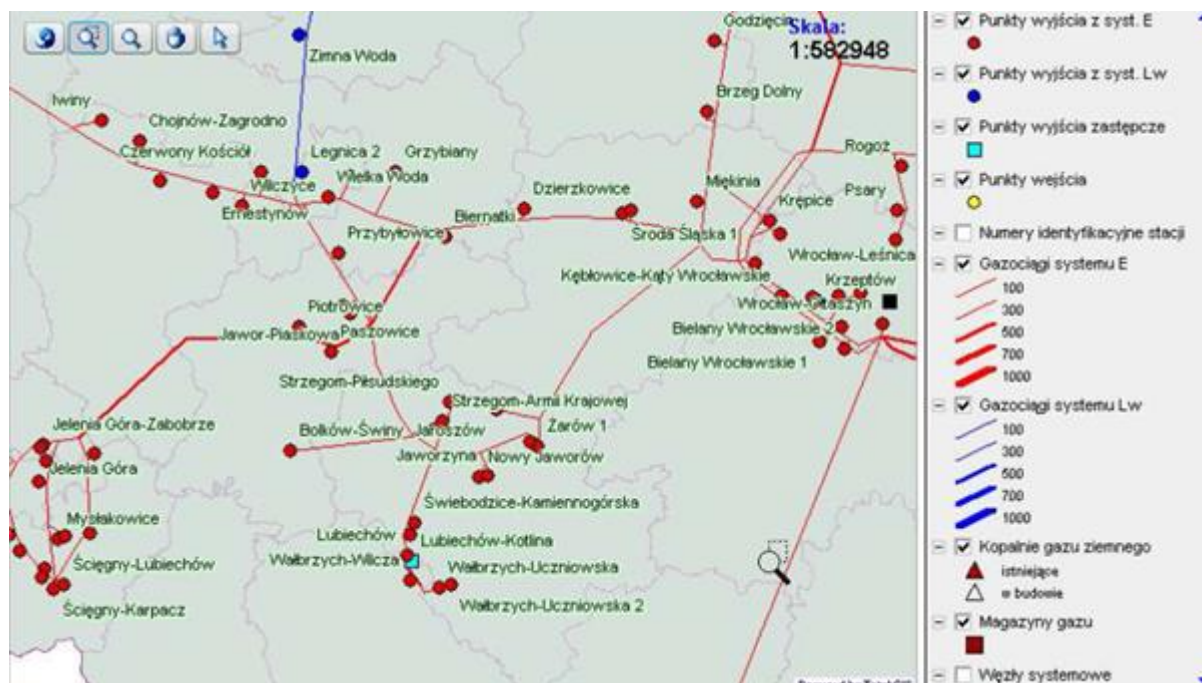 Godzięcin
Skala:
1:582948
Zimna Woda
Iwiny
Chojnów-Zagrodno
Brzeg Dolny
Czerwony Kościół
Legnica 2
Grzybiany
Rogoż
Wilczyce
Wielka Woda
Dzierzkowice
Miękinia
Psary
Krępice
Ernestynów
Biernatki
Przybyłowice
Środa Śląska 1
Wrocław-Leśnica
Kębłowice-Kąty Wrocławskie
Krzeptów
Piotrowice
Wrocław-Ołtaszyn
Jawor-Piaskowa
Paszowice
Bielany Wrocławskie 2
Bielany Wrocławskie 1
Strzegom-Piłsudskiego
Strzegom-Armii Krajowej
Jelenia Góra-Zabobrze
Bolków-Świny
Jaroszów
Żarów 1
Jaworzyna
Nowy Jaworów
Jelenia Góra
Świebodzice-Kamiennogórska
Mysłakowice
Lubiechów
Lubiechów-Kotlina
Wałbrzych-Wilcza
Ścięgny-Lubiechów
Wałbrzych-Uczniowska
Ścięgny-Karpacz
Wałbrzych-Uczniowska 2
Punkty wyjścia z syst. E
Punkty wyjścia z syst. Lw
Punkty wyjścia zastępcze
Punkty wejścia
Numery identyfikacyjne stacji
Gazociągi systemu E
100
300
500
700
1000
Gazociągi systemu Lw
100
300
500
700
1000
Kopalnie gazu ziemnego
istniejące
w budowie
Magazyny gazu
Węzły systemowe